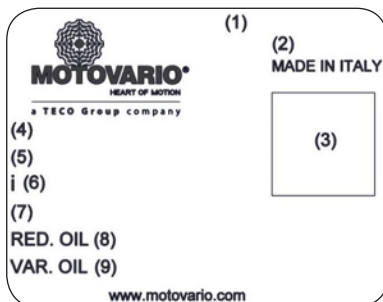 (1)
(2)
MADE IN ITALY
MOTOVARIO®
HEART OF MOTION
a TECO Group company
(3)
(4)
(5)
i (6)
(7)
RED. OIL (8)
VAR. OIL (9)
www.motovario.com